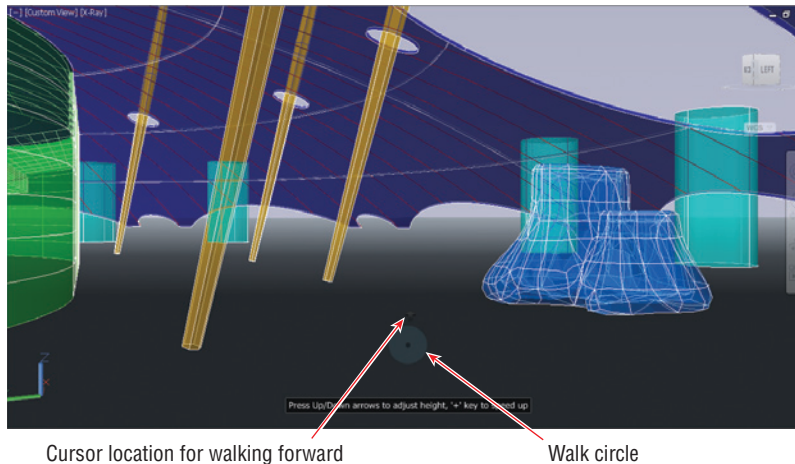 [−] [Custom View] [X-Ray]
LEFT
Z
Press Up/Down arrows to adjust height, '+' key to speed up
Cursor location for walking forward
Walk circle